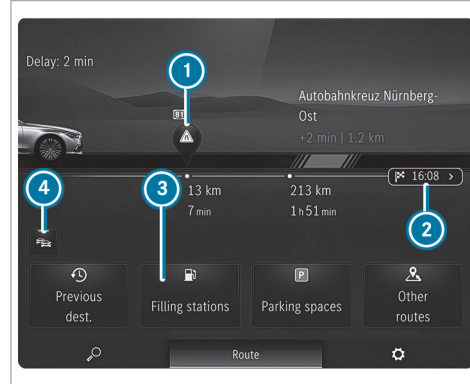 Delay: 2 min
1
Autobahnkreuz Nürnberg-
Ost
+2 min | 1.2 km
4
3
13 km
7 min
213 km
1 h 51 min
16:08
2
P
Previous
dest.
Filling stations
Parking spaces
Other
routes
Route